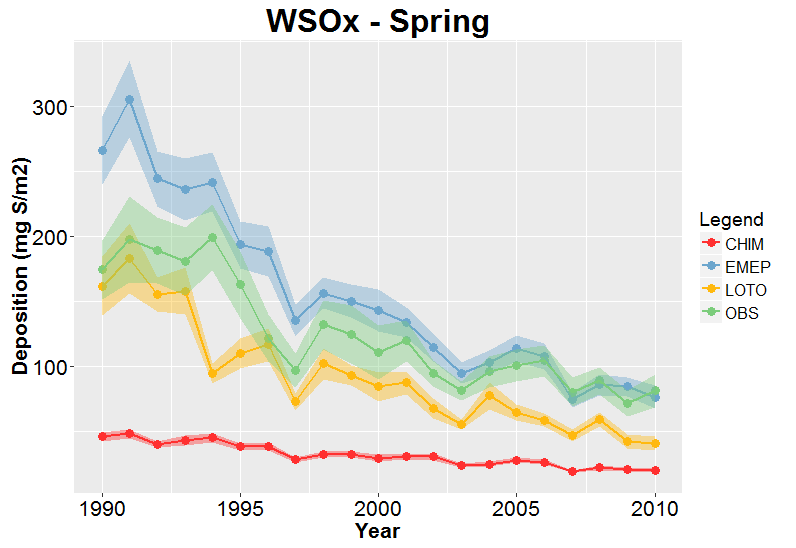 WSOx - Spring
Deposition (mg S/m2)
300
200
100
1990 1995 2000 2005 2010
Year
Legend
CHIM
EMEP
LOTO
OBS